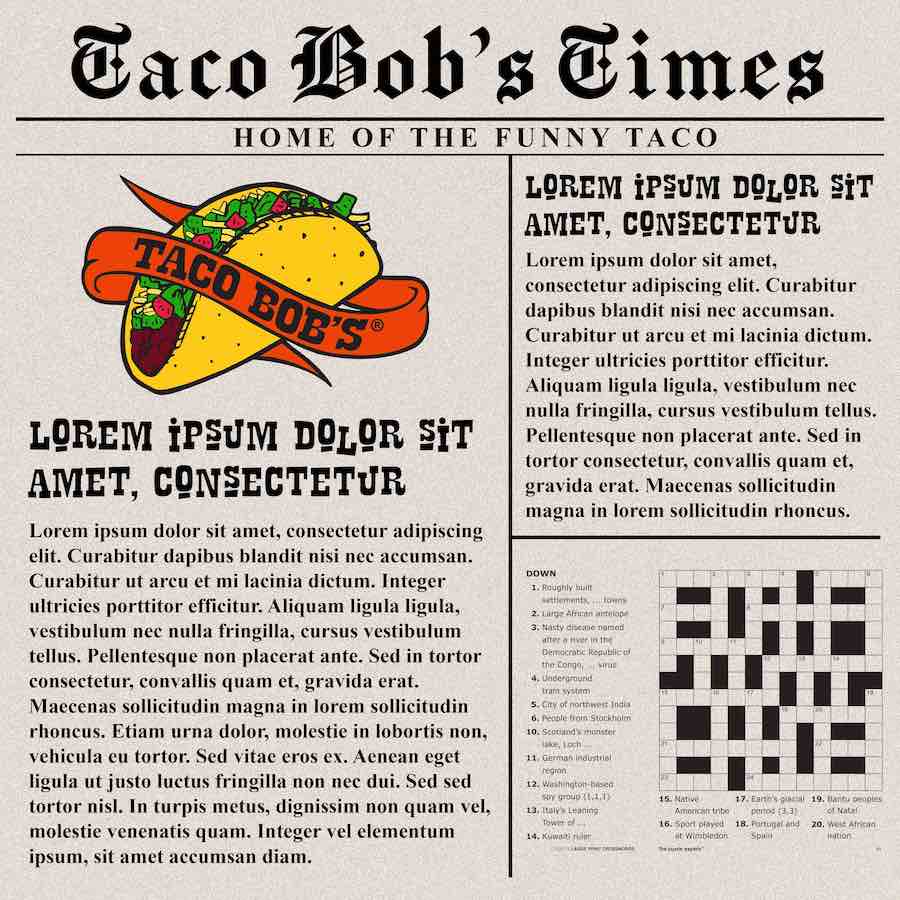 Taco Bob's Times
HOME OF THE FUNNY TACO
TACO BOB'S®
LOREM IPSUM DOLOR SIT
AMET, CONSECTETUR
Lorem ipsum dolor sit amet, consectetur adipiscing
elit. Curabitur dapibus blandit nisi nec accumsan.
Curabitur ut arcu et mi lacinia dictum. Integer
ultricies porttitor efficitur. Aliquam ligula ligula,
vestibulum nec nulla fringilla, cursus vestibulum
tellus. Pellentesque non placerat ante. Sed in tortor
consectetur, convallis quam et, gravida erat.
Maecenas sollicitudin magna in lorem sollicitudin
rhoncus. Etiam urna dolor, molestie in lobortis non,
vehicula eu tortor. Sed vitae eros ex. Aenean eget
ligula ut justo luctus fringilla non nec dui. Sed sed
tortor nisl. In turpis metus, dignissim non quam vel,
molestie venenatis quam. Integer vel elementum
ipsum, sit amet accumsan diam.
LOREM IPSUM DOLOR SIT
AMET, CONSECTETUR
Lorem ipsum dolor sit amet,
consectetur adipiscing elit. Curabitur
dapibus blandit nisi nec accumsan.
Curabitur ut arcu et mi lacinia dictum.
Integer ultricies porttitor efficitur.
Aliquam ligula ligula, vestibulum nec
nulla fringilla, cursus vestibulum tellus.
Pellentesque non placerat ante. Sed in
tortor consectetur, convallis quam et,
gravida erat. Maecenas sollicitudin
magna in lorem sollicitudin rhoncus.
DOWN
1. Roughly built
settlements, ... towns
2. Large African antelope
3. Nasty disease named
after a river in the
Democratic Republic of
the Congo, ... virus
4. Underground
train system
5. City of northwest India
6. People from Stockholm
10. Scotland's monster
lake, Loch ...
11. German industrial
region
12. Washington-based
spy group (1,1,1)
13. Italy's Leaning
Tower of ...
14. Kuwaiti ruler
15. Native
American tribe
16. Sport played
at Wimbledon
17. Earth's glacial
period (3,3)
18. Portugal and
Spain
19. Bantu peoples
of Natal
20. West African
nation
LARGE PRINT CROSSWORDS
The puzzle experts